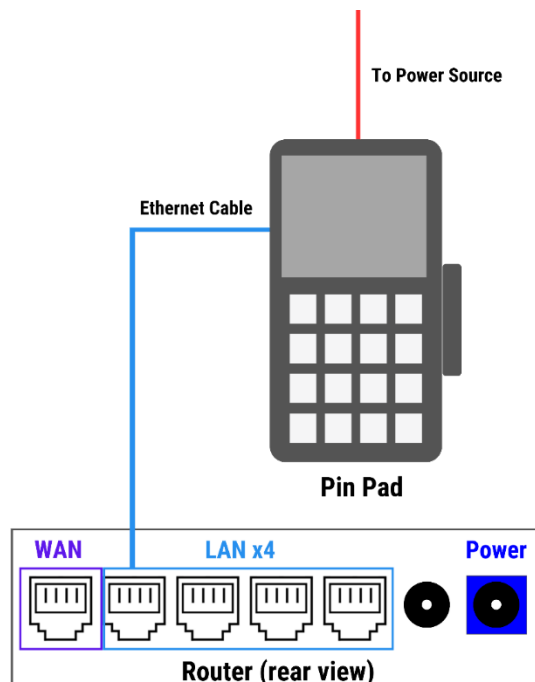 To Power Source
Ethernet Cable
Pin Pad
WAN
LAN x4
Power
Router (rear view)